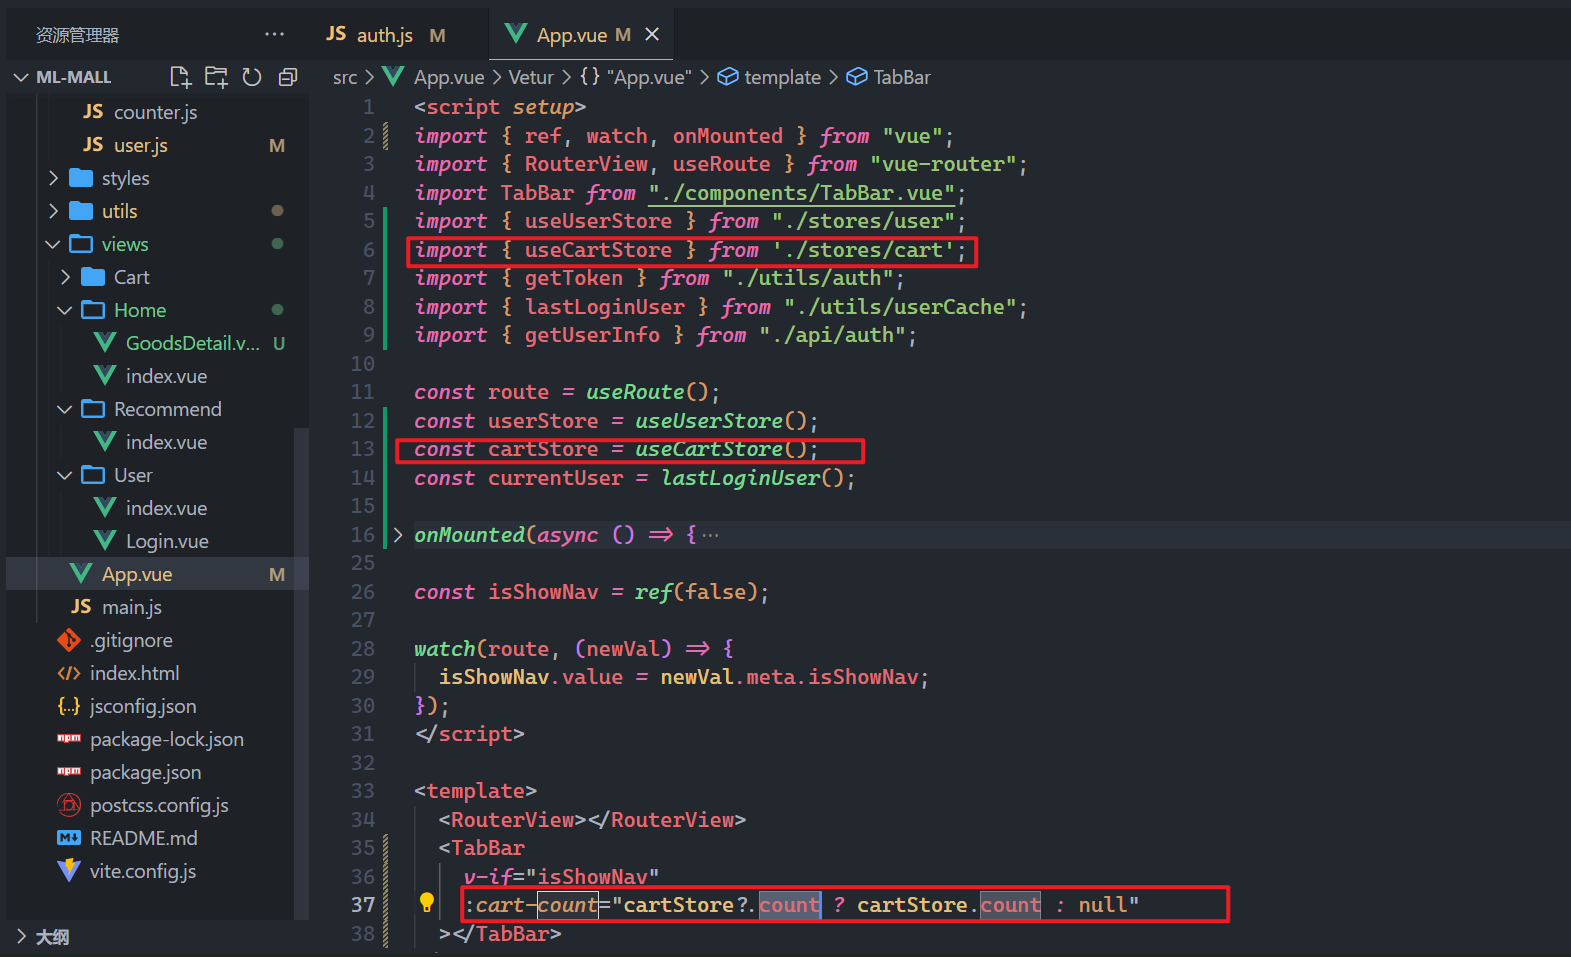 资源管理器 ···
JS auth.js M
App.vue M ×
ML-MALL
src > App.vue > Vetur > {} "App.vue" > template > TabBar
JS counter.js
JS user.js M
styles
utils
views
Cart
Home
GoodsDetail.v... U
index.vue
Recommend
index.vue
User
index.vue
Login.vue
App.vue M
JS main.js
.gitignore
index.html
{..} jsconfig.json
npm package-lock.json
npm package.json
postcss.config.js
M↓ README.md
vite.config.js
大纲
1 <script setup>
2 import { ref, watch, onMounted } from "vue";
3 import { RouterView, useRoute } from "vue-router";
4 import TabBar from "./components/TabBar.vue";
5 import { useUserStore } from "./stores/user";
6 import { useCartStore } from './stores/cart';
7 import { getToken } from "./utils/auth";
8 import { lastLoginUser } from "./utils/userCache";
9 import { getUserInfo } from "./api/auth";
10
11 const route = useRoute();
12 const userStore = useUserStore();
13 const cartStore = useCartStore();
14 const currentUser = lastLoginUser();
15
16 onMounted(async () => { ···
25
26 const isShowNav = ref(false);
27
28 watch(route, (newVal) => {
29 isShowNav.value = newVal.meta.isShowNav;
30 });
31 </script>
32
33 <template>
34 <RouterView></RouterView>
35 <TabBar
36 v-if="isShowNav"
37 :cart-count="cartStore?.count ? cartStore.count : null"
38 ></TabBar>